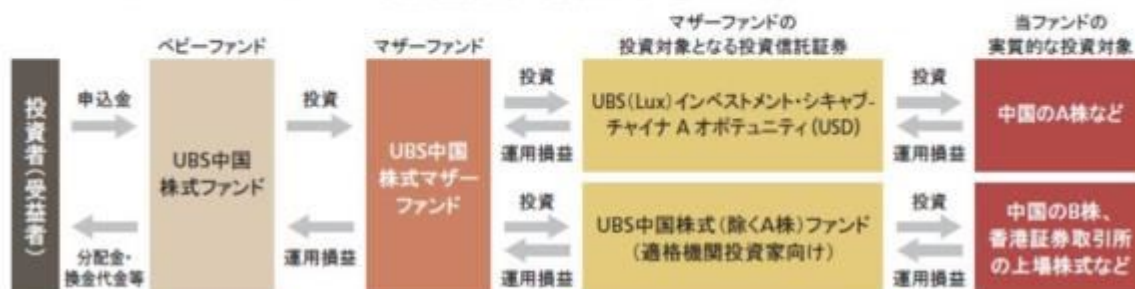 ベビーファンド
マザーファンド
マザーファンドの
投資対象となる投資信託証券
当ファンドの
実質的な投資対象
投資者(受益者)
申込金
分配金・
換金代金等
UBS中国
株式ファンド
投資
運用損益
UBS中国
株式マザー
ファンド
投資
運用損益
UBS(Lux)インベストメント・シキャブ-
チャイナ A オポチュニティ(USD)
投資
運用損益
中国のA株など
投資
運用損益
UBS中国株式(除くA株)ファンド
(適格機関投資家向け)
投資
運用損益
中国のB株、
香港証券取引所
の上場株式など